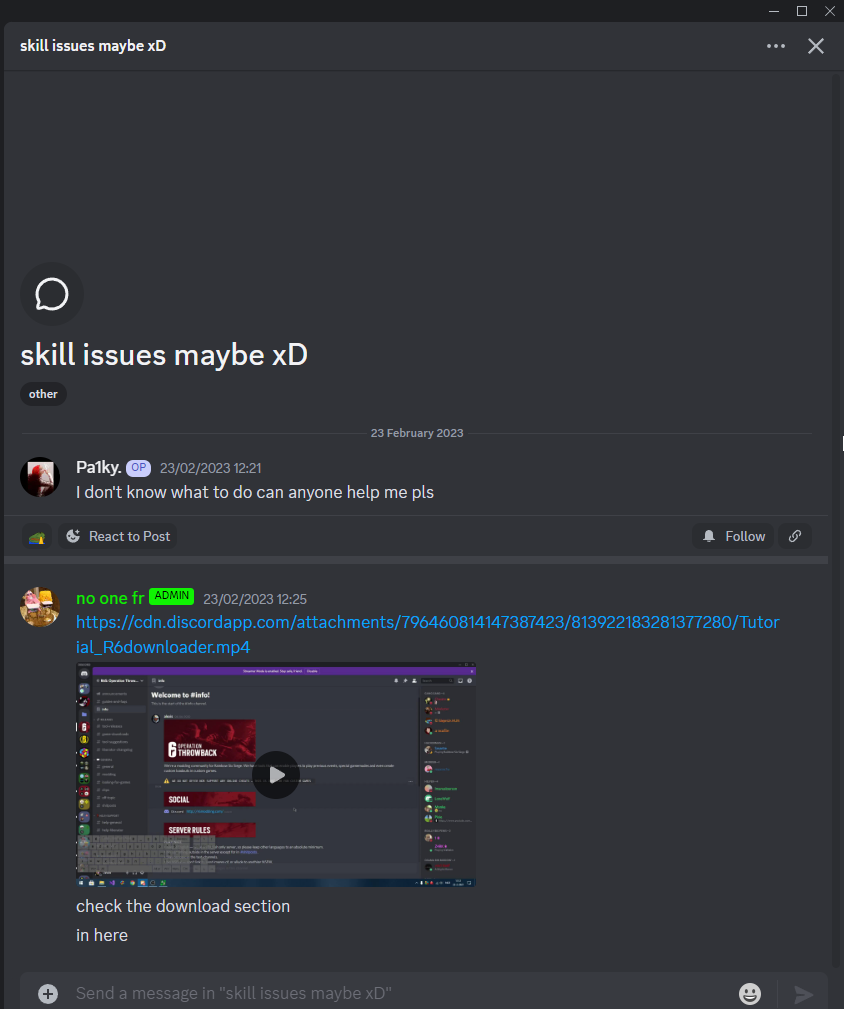 skill issues maybe xD
skill issues maybe xD
other
23 February 2023
Pa1ky. OP 23/02/2023 12:21
I don't know what to do can anyone help me pls
React to Post
Follow
no one fr ADMIN 23/02/2023 12:25
https://cdn.discordapp.com/attachments/796460814147387423/813922183281377280/Tutor
ial_R6downloader.mp4
Welcome to #info!
OPERATION
THROWBACK
SOCIAL
SERVER RULES
check the download section
in here
Send a message in "skill issues maybe xD"